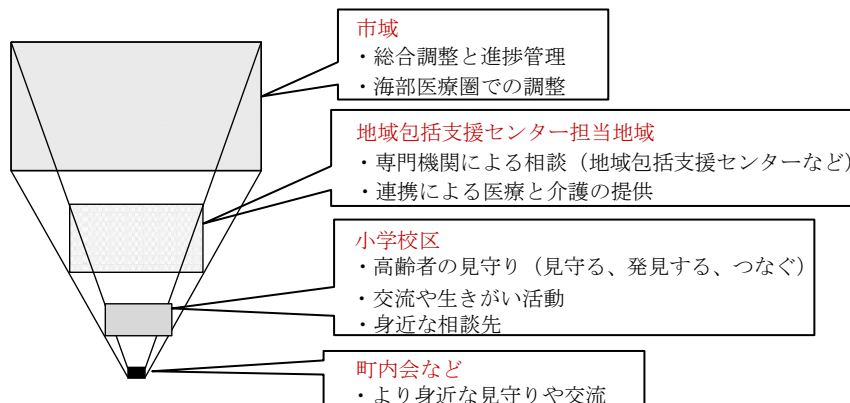 市域
・総合調整と進捗管理
・海部医療圏での調整
地域包括支援センター担当地域
・専門機関による相談（地域包括支援センターなど）
・連携による医療と介護の提供
小学校区
・高齢者の見守り（見守る、発見する、つなぐ）
・交流や生きがい活動
・身近な相談先
町内会など
・より身近な見守りや交流